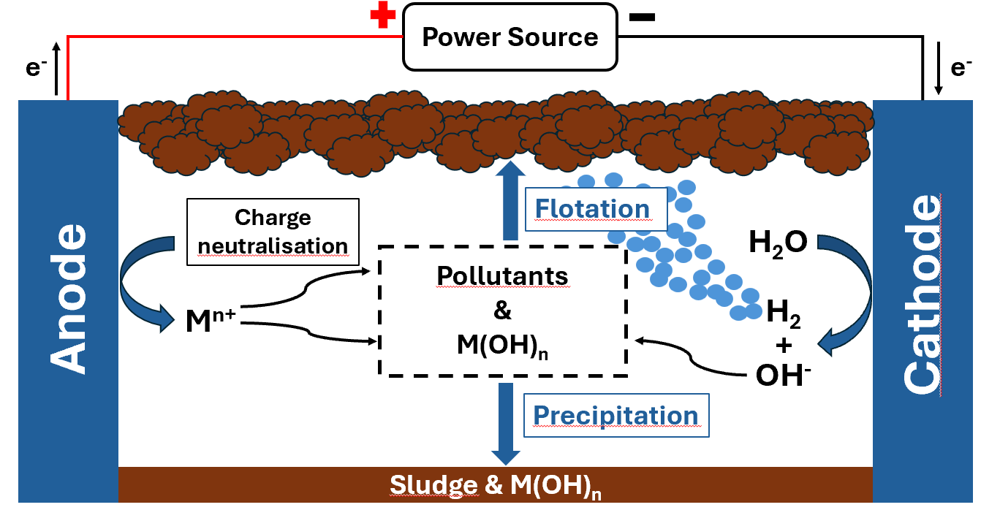 +
Power Source
−
e⁻
e⁻
Charge
neutralisation
Flotation
H₂O
Pollutants
&
M(OH)ₙ
Mⁿ⁺
H₂
+
OH⁻
Anode
Cathode
Precipitation
Sludge & M(OH)ₙ